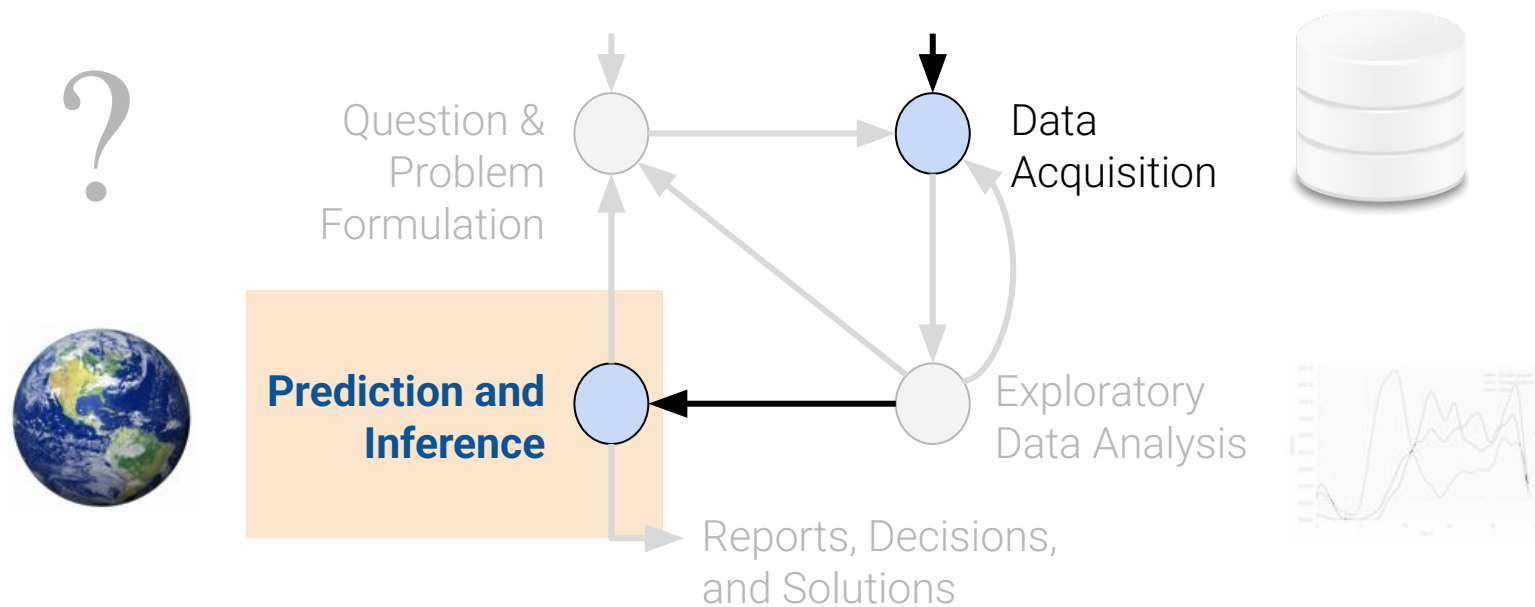 ?
Question &
Problem
Formulation
Data
Acquisition
Prediction and
Inference
Exploratory
Data Analysis
Reports, Decisions,
and Solutions